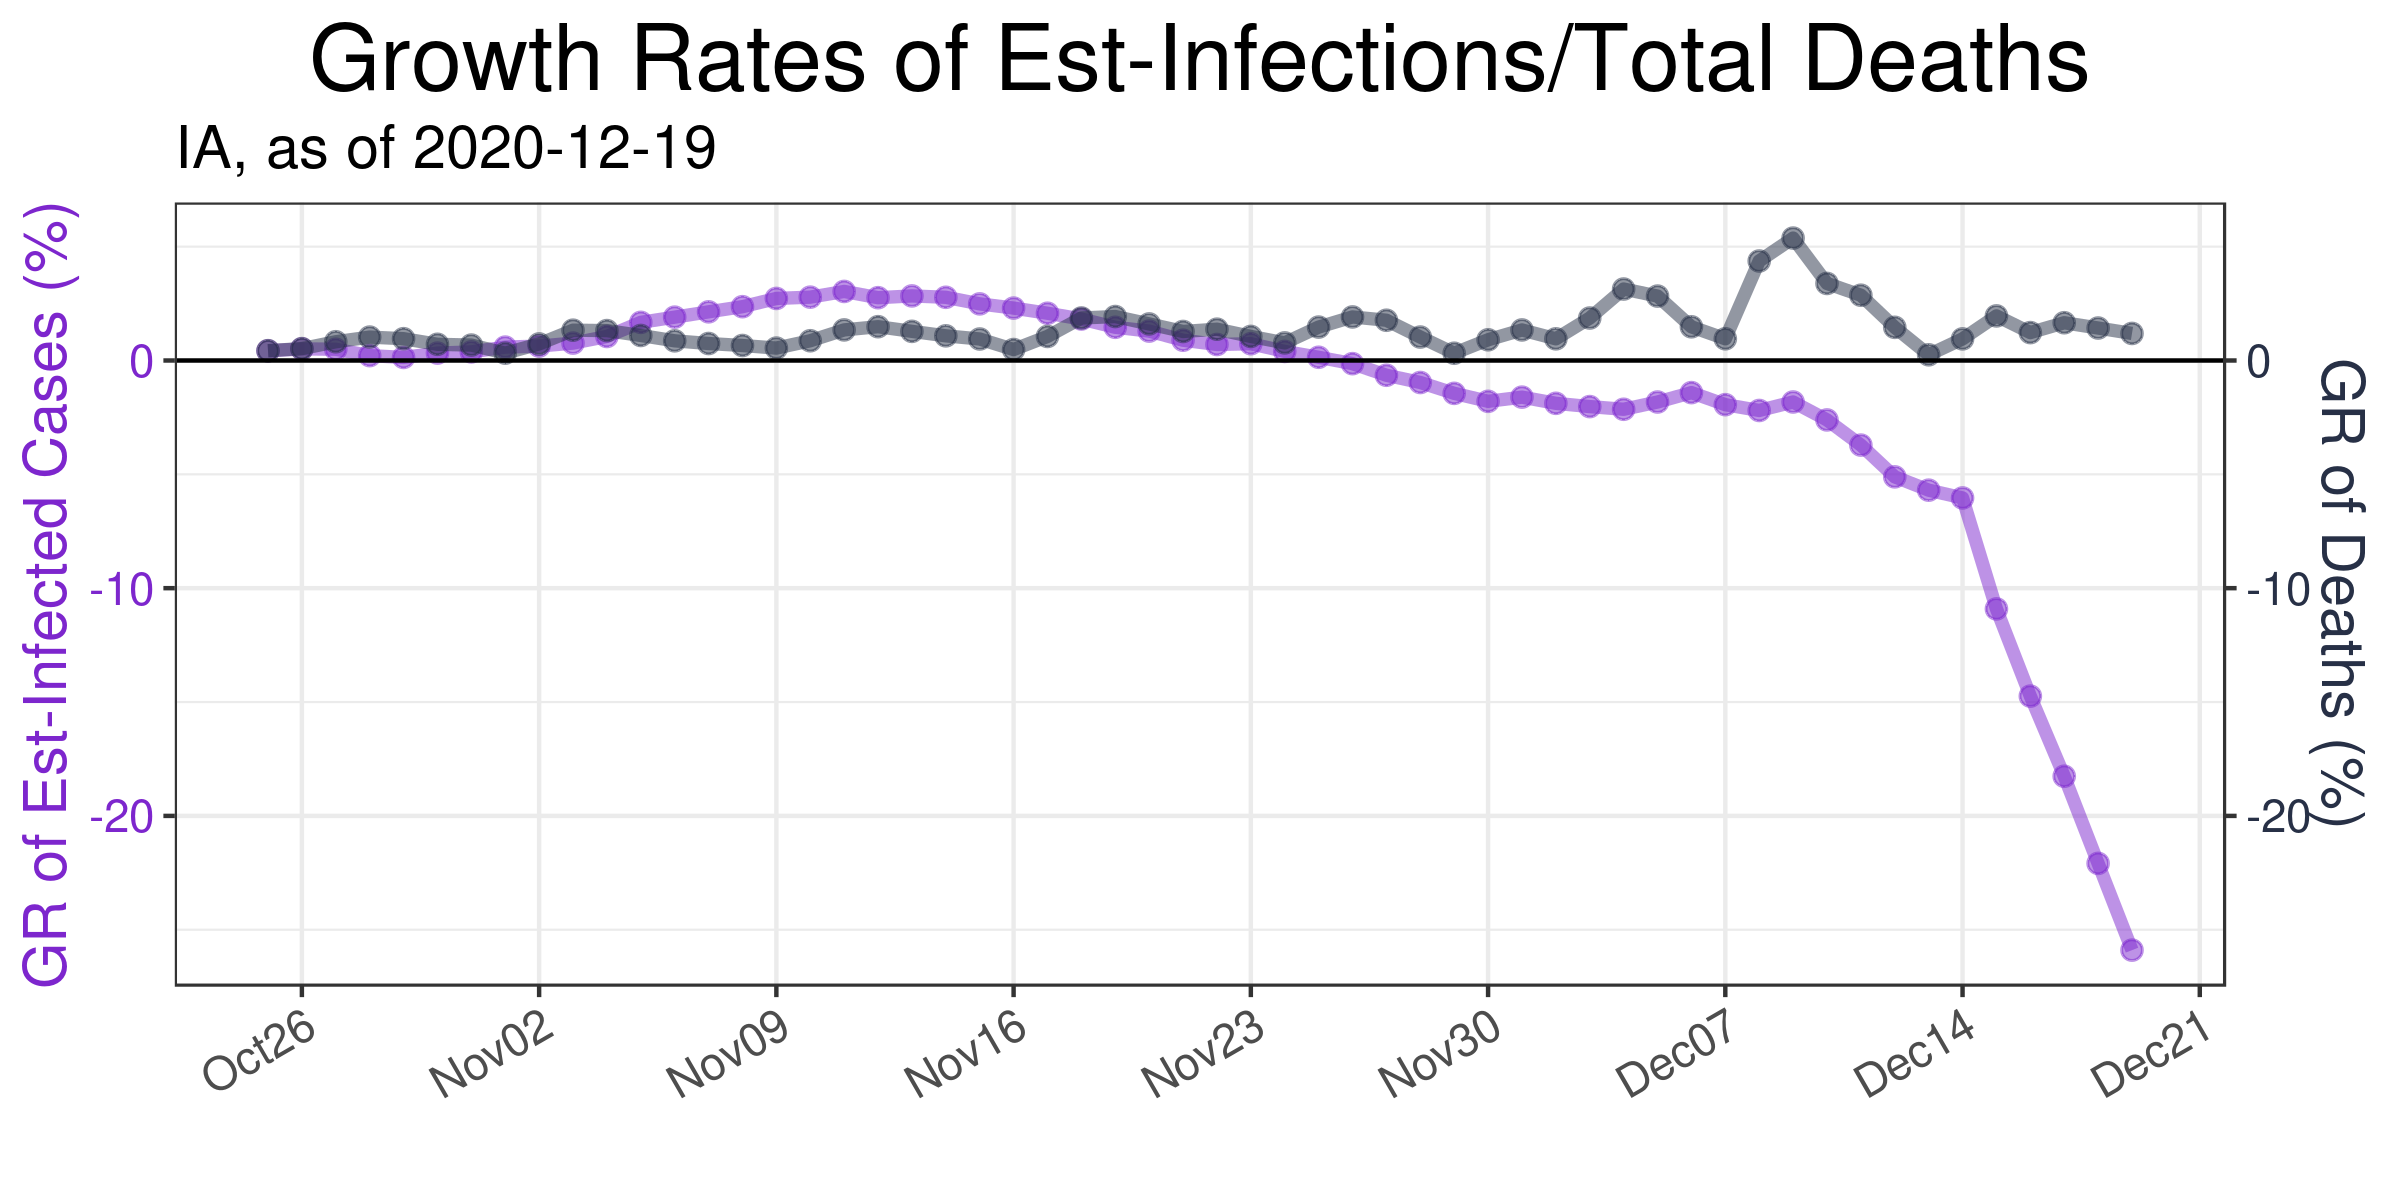 Growth Rates of Est-Infections/Total Deaths
IA, as of 2020-12-19
GR of Est-Infected Cases (%)
0
-10
-20
0
-10
-20
GR of Deaths (%)
Oct26
Nov02
Nov09
Nov16
Nov23
Nov30
Dec07
Dec14
Dec21